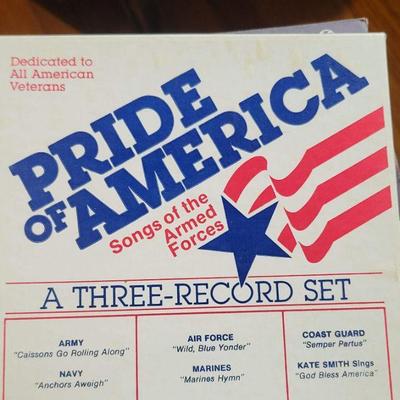 Dedicated to
All American
Veterans
PRIDE
OF AMERICA
Songs of the
Armed
Forces
A THREE-RECORD SET
ARMY
"Caissons Go Rolling Along"
NAVY
"Anchors Aweigh"
AIR FORCE
"Wild, Blue Yonder"
MARINES
"Marines Hymn"
COAST GUARD
"Semper Partus"
KATE SMITH Sings
"God Bless America"